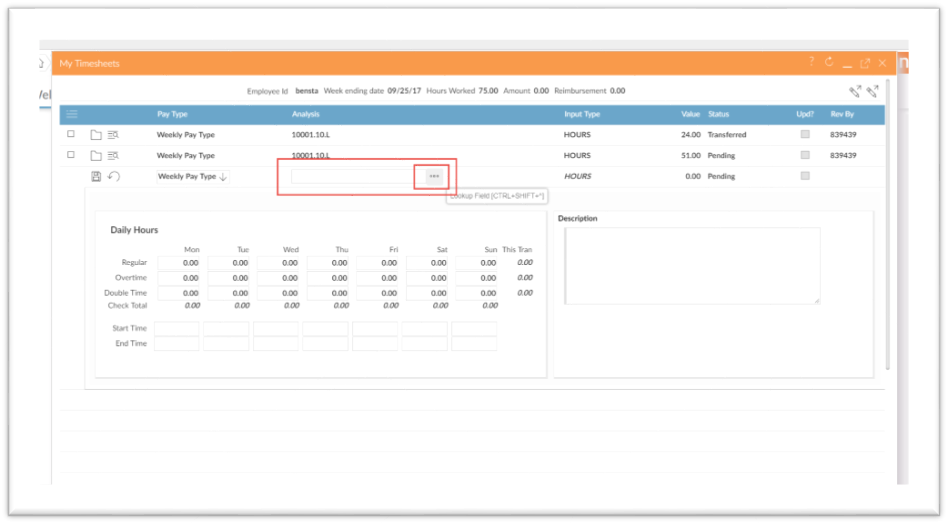 My Timesheets ?
Employee Id bensta Week ending date 09/25/17 Hours Worked 75.00 Amount 0.00 Reimbursement 0.00
Pay Type Analysis Input Type Value Status Upd? Rev By
Weekly Pay Type 10001.10.L HOURS 24.00 Transferred 839439
Weekly Pay Type 10001.10.L HOURS 51.00 Pending 839439
Weekly Pay Type HOURS 0.00 Pending
Lookup Field [CTRL+SHIFT+^]
Daily Hours Description
Mon Tue Wed Thu Fri Sat Sun This Tran
Regular 0.00 0.00 0.00 0.00 0.00 0.00 0.00 0.00
Overtime 0.00 0.00 0.00 0.00 0.00 0.00 0.00 0.00
Double Time 0.00 0.00 0.00 0.00 0.00 0.00 0.00 0.00
Check Total 0.00 0.00 0.00 0.00 0.00 0.00 0.00
Start Time
End Time